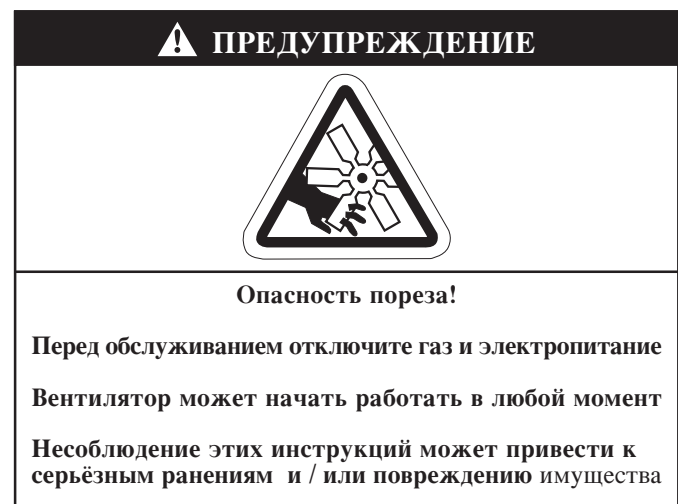 ПРЕДУПРЕЖДЕНИЕ
Опасность пореза!
Перед обслуживанием отключите газ и электропитание
Вентилятор может начать работать в любой момент
Несоблюдение этих инструкций может привести к
серьёзным ранениям и / или повреждению имущества